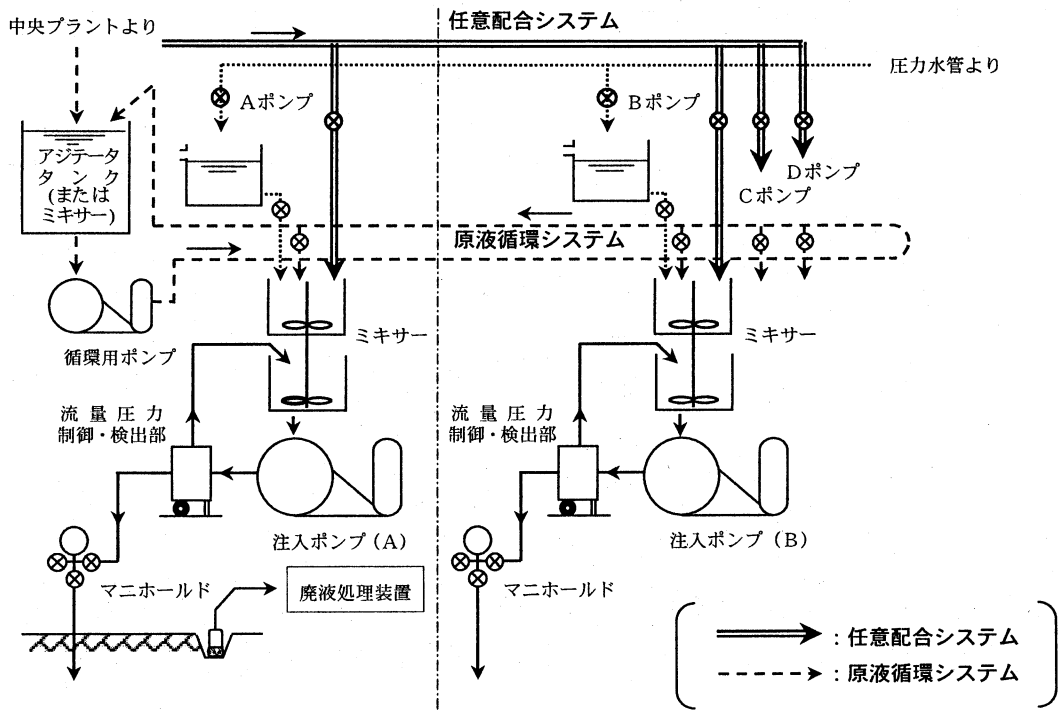 中央プラントより
任意配合システム
圧力水管より
Aポンプ
Bポンプ
アジテータ
タンク
(または
ミキサー)
Dポンプ
Cポンプ
原液循環システム
循環用ポンプ
ミキサー
ミキサー
流量圧力
制御・検出部
流量圧力
制御・検出部
注入ポンプ(A)
注入ポンプ(B)
マニホールド
廃液処理装置
マニホールド
:任意配合システム
:原液循環システム